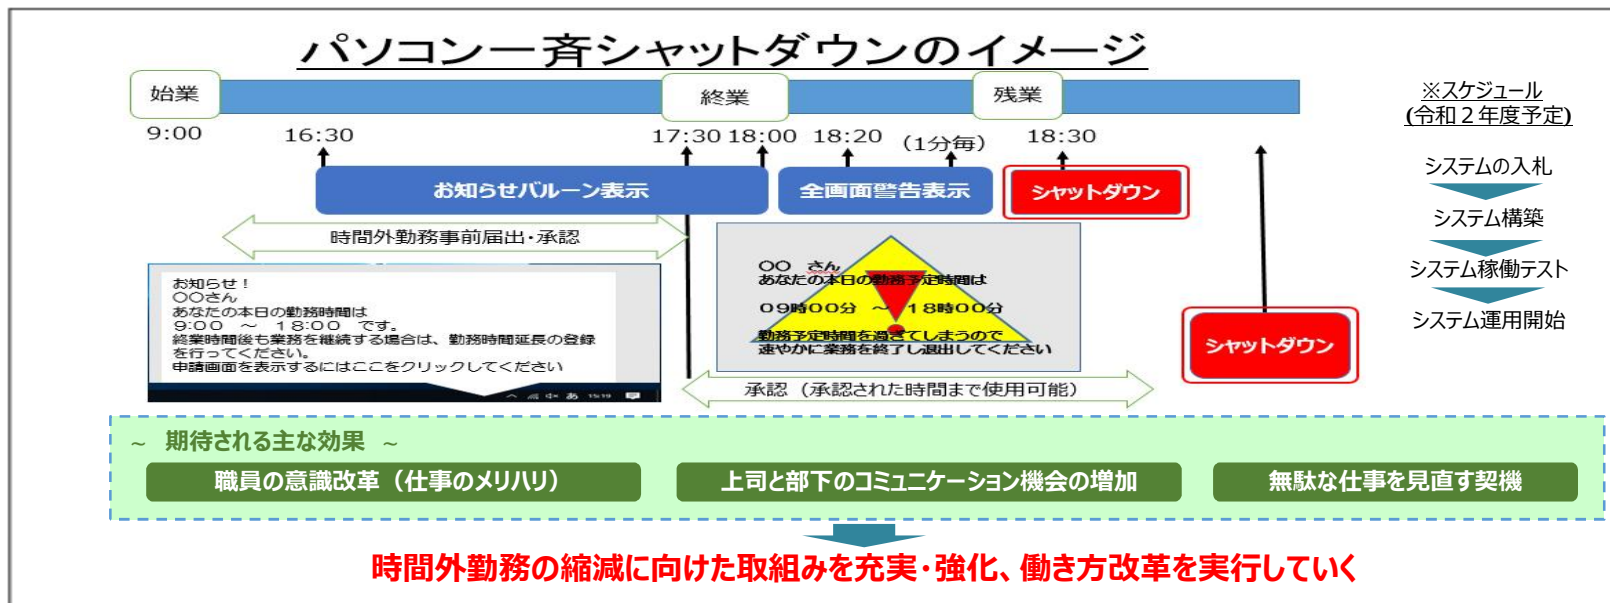 パソコン一斉シャットダウンのイメージ
始業
終業
残業
9:00
16:30
17:30
18:00
18:20
(1分毎)
18:30
お知らせバルーン表示
全画面警告表示
シャットダウン
時間外勤務事前届出・承認
お知らせ！
〇〇さん
あなたの本日の勤務時間は
9:00 ～ 18:00 です。
終業時間後も業務を継続する場合は、勤務時間延長の登録
を行ってください。
申請画面を表示するにはここをクリックしてください
あ 15:19
〇〇 さん
あなたの本日の勤務予定時間は
09時00分 ～ 18時00分
勤務予定時間を過ぎてしまうので
速やかに業務を終了し退出してください
シャットダウン
承認（承認された時間まで使用可能）
※スケジュール
(令和２年度予定)
システムの入札
システム構築
システム稼働テスト
システム運用開始
～ 期待される主な効果 ～
職員の意識改革（仕事のメリハリ）
上司と部下のコミュニケーション機会の増加
無駄な仕事を見直す契機
時間外勤務の縮減に向けた取組みを充実・強化、働き方改革を実行していく